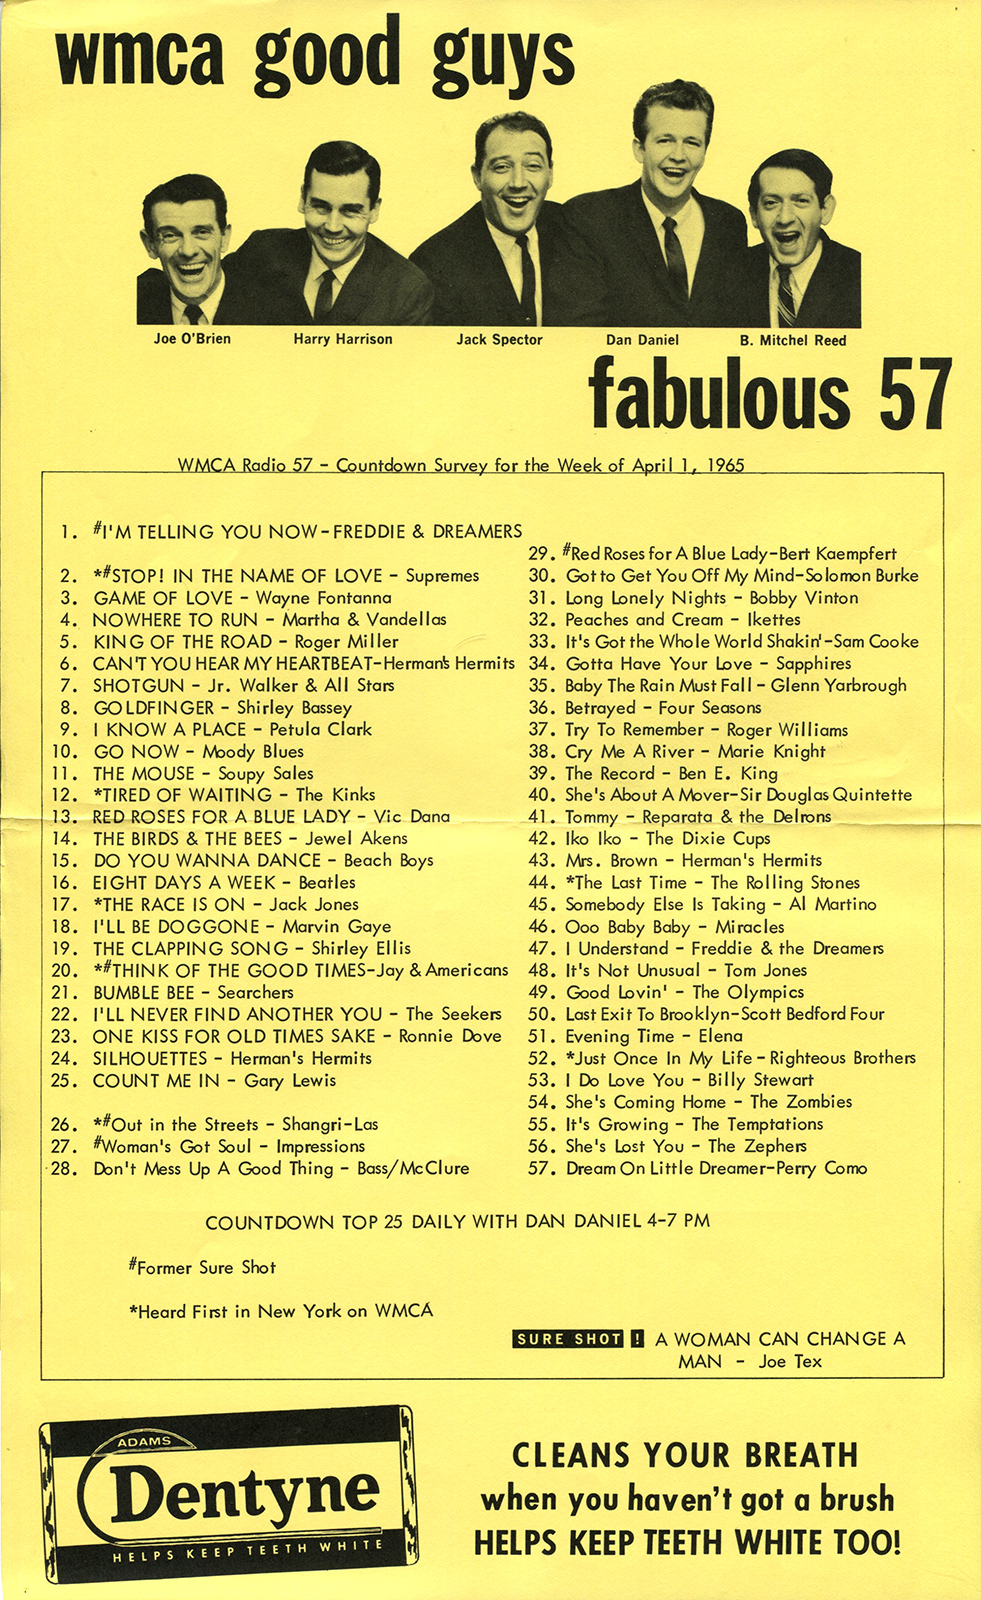 wmca good guys
Joe O'Brien Harry Harrison Jack Spector Dan Daniel B. Mitchel Reed
fabulous 57
WMCA Radio 57 - Countdown Survey for the Week of April 1, 1965
1. #I'M TELLING YOU NOW-FREDDIE & DREAMERS
2. *#STOP! IN THE NAME OF LOVE - Supremes
3. GAME OF LOVE - Wayne Fontanna
4. NOWHERE TO RUN - Martha & Vandellas
5. KING OF THE ROAD - Roger Miller
6. CAN'T YOU HEAR MY HEARTBEAT-Herman's Hermits
7. SHOTGUN - Jr. Walker & All Stars
8. GOLDFINGER - Shirley Bassey
9. I KNOW A PLACE - Petula Clark
10. GO NOW - Moody Blues
11. THE MOUSE - Soupy Sales
12. *TIRED OF WAITING - The Kinks
13. RED ROSES FOR A BLUE LADY - Vic Dana
14. THE BIRDS & THE BEES - Jewel Akens
15. DO YOU WANNA DANCE - Beach Boys
16. EIGHT DAYS A WEEK - Beatles
17. *THE RACE IS ON - Jack Jones
18. I'LL BE DOGGONE - Marvin Gaye
19. THE CLAPPING SONG - Shirley Ellis
20. *#THINK OF THE GOOD TIMES-Jay & Americans
21. BUMBLE BEE - Searchers
22. I'LL NEVER FIND ANOTHER YOU - The Seekers
23. ONE KISS FOR OLD TIMES SAKE - Ronnie Dove
24. SILHOUETTES - Herman's Hermits
25. COUNT ME IN - Gary Lewis
26. *#Out in the Streets - Shangri-Las
27. #Woman's Got Soul - Impressions
28. Don't Mess Up A Good Thing - Bass/McClure
29. #Red Roses for A Blue Lady-Bert Kaempfert
30. Got to Get You Off My Mind-Solomon Burke
31. Long Lonely Nights - Bobby Vinton
32. Peaches and Cream - Ikettes
33. It's Got the Whole World Shakin'-Sam Cooke
34. Gotta Have Your Love - Sapphires
35. Baby The Rain Must Fall - Glenn Yarbrough
36. Betrayed - Four Seasons
37. Try To Remember - Roger Williams
38. Cry Me A River - Marie Knight
39. The Record - Ben E. King
40. She's About A Mover-Sir Douglas Quintette
41. Tommy - Reparata & the Delrons
42. Iko Iko - The Dixie Cups
43. Mrs. Brown - Herman's Hermits
44. *The Last Time - The Rolling Stones
45. Somebody Else Is Taking - Al Martino
46. Ooo Baby Baby - Miracles
47. I Understand - Freddie & the Dreamers
48. It's Not Unusual - Tom Jones
49. Good Lovin' - The Olympics
50. Last Exit To Brooklyn-Scott Bedford Four
51. Evening Time - Elena
52. *Just Once In My Life - Righteous Brothers
53. I Do Love You - Billy Stewart
54. She's Coming Home - The Zombies
55. It's Growing - The Temptations
56. She's Lost You - The Zephers
57. Dream On Little Dreamer-Perry Como
COUNTDOWN TOP 25 DAILY WITH DAN DANIEL 4-7 PM
#Former Sure Shot
*Heard First in New York on WMCA
SURE SHOT ! A WOMAN CAN CHANGE A
MAN - Joe Tex
ADAMS
Dentyne
HELPS KEEP TEETH WHITE
CLEANS YOUR BREATH
when you haven't got a brush
HELPS KEEP TEETH WHITE TOO!